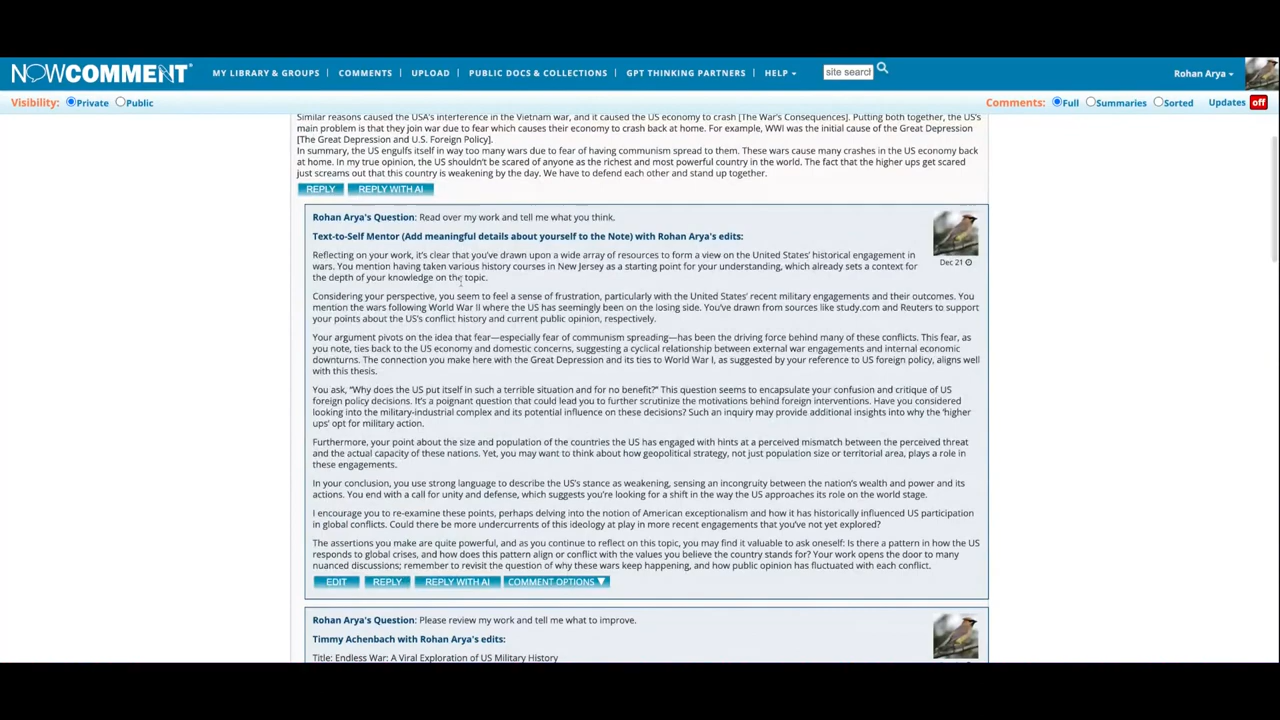 NOWCOMMENT®
MY LIBRARY & GROUPS | COMMENTS | UPLOAD | PUBLIC DOCS & COLLECTIONS | GPT THINKING PARTNERS | HELP
site search
Rohan Arya
Visibility: Private Public
Comments: Full Summaries Sorted Updates off
Similar reasons caused the USA's interference in the Vietnam war, and it caused the US economy to crash [The War's Consequences]. Putting both together, the US's
main problem is that they join war due to fear which causes their economy to crash back at home. For example, WWI was the initial cause of the Great Depression
[The Great Depression and U.S. Foreign Policy].
In summary, the US engulfs itself in way too many wars due to fear of having communism spread to them. These wars cause many crashes in the US economy back
at home. In my true opinion, the US shouldn't be scared of anyone as the richest and most powerful country in the world. The fact that the higher ups get scared
just screams out that this country is weakening by the day. We have to defend each other and stand up together.
REPLY REPLY WITH AI
Rohan Arya's Question: Read over my work and tell me what you think.
Text-to-Self Mentor (Add meaningful details about yourself to the Note) with Rohan Arya's edits:
Dec 21
Reflecting on your work, it's clear that you've drawn upon a wide array of resources to form a view on the United States' historical engagement in
wars. You mention having taken various history courses in New Jersey as a starting point for your understanding, which already sets a context for
the depth of your knowledge on the topic.
Considering your perspective, you seem to feel a sense of frustration, particularly with the United States' recent military engagements and their outcomes. You
mention the wars following World War II where the US has seemingly been on the losing side. You've drawn from sources like study.com and Reuters to support
your points about the US's conflict history and current public opinion, respectively.
Your argument pivots on the idea that fear—especially fear of communism spreading—has been the driving force behind many of these conflicts. This fear, as
you note, ties back to the US economy and domestic concerns, suggesting a cyclical relationship between external war engagements and internal economic
downturns. The connection you make here with the Great Depression and its ties to World War I, as suggested by your reference to US foreign policy, aligns well
with this thesis.
You ask, "Why does the US put itself in such a terrible situation and for no benefit?" This question seems to encapsulate your confusion and critique of US
foreign policy decisions. It's a poignant question that could lead you to further scrutinize the motivations behind foreign interventions. Have you considered
looking into the military-industrial complex and its potential influence on these decisions? Such an inquiry may provide additional insights into why the 'higher
ups' opt for military action.
Furthermore, your point about the size and population of the countries the US has engaged with hints at a perceived mismatch between the perceived threat
and the actual capacity of these nations. Yet, you may want to think about how geopolitical strategy, not just population size or territorial area, plays a role in
these engagements.
In your conclusion, you use strong language to describe the US's stance as weakening, sensing an incongruity between the nation's wealth and power and its
actions. You end with a call for unity and defense, which suggests you're looking for a shift in the way the US approaches its role on the world stage.
I encourage you to re-examine these points, perhaps delving into the notion of American exceptionalism and how it has historically influenced US participation
in global conflicts. Could there be more undercurrents of this ideology at play in more recent engagements that you've not yet explored?
The assertions you make are quite powerful, and as you continue to reflect on this topic, you may find it valuable to ask oneself: Is there a pattern in how the US
responds to global crises, and how does this pattern align or conflict with the values you believe the country stands for? Your work opens the door to many
nuanced discussions; remember to revisit the question of why these wars keep happening, and how public opinion has fluctuated with each conflict.
EDIT REPLY REPLY WITH AI COMMENT OPTIONS ▼
Rohan Arya's Question: Please review my work and tell me what to improve.
Timmy Achenbach with Rohan Arya's edits:
Title: Endless War: A Viral Exploration of US Military History